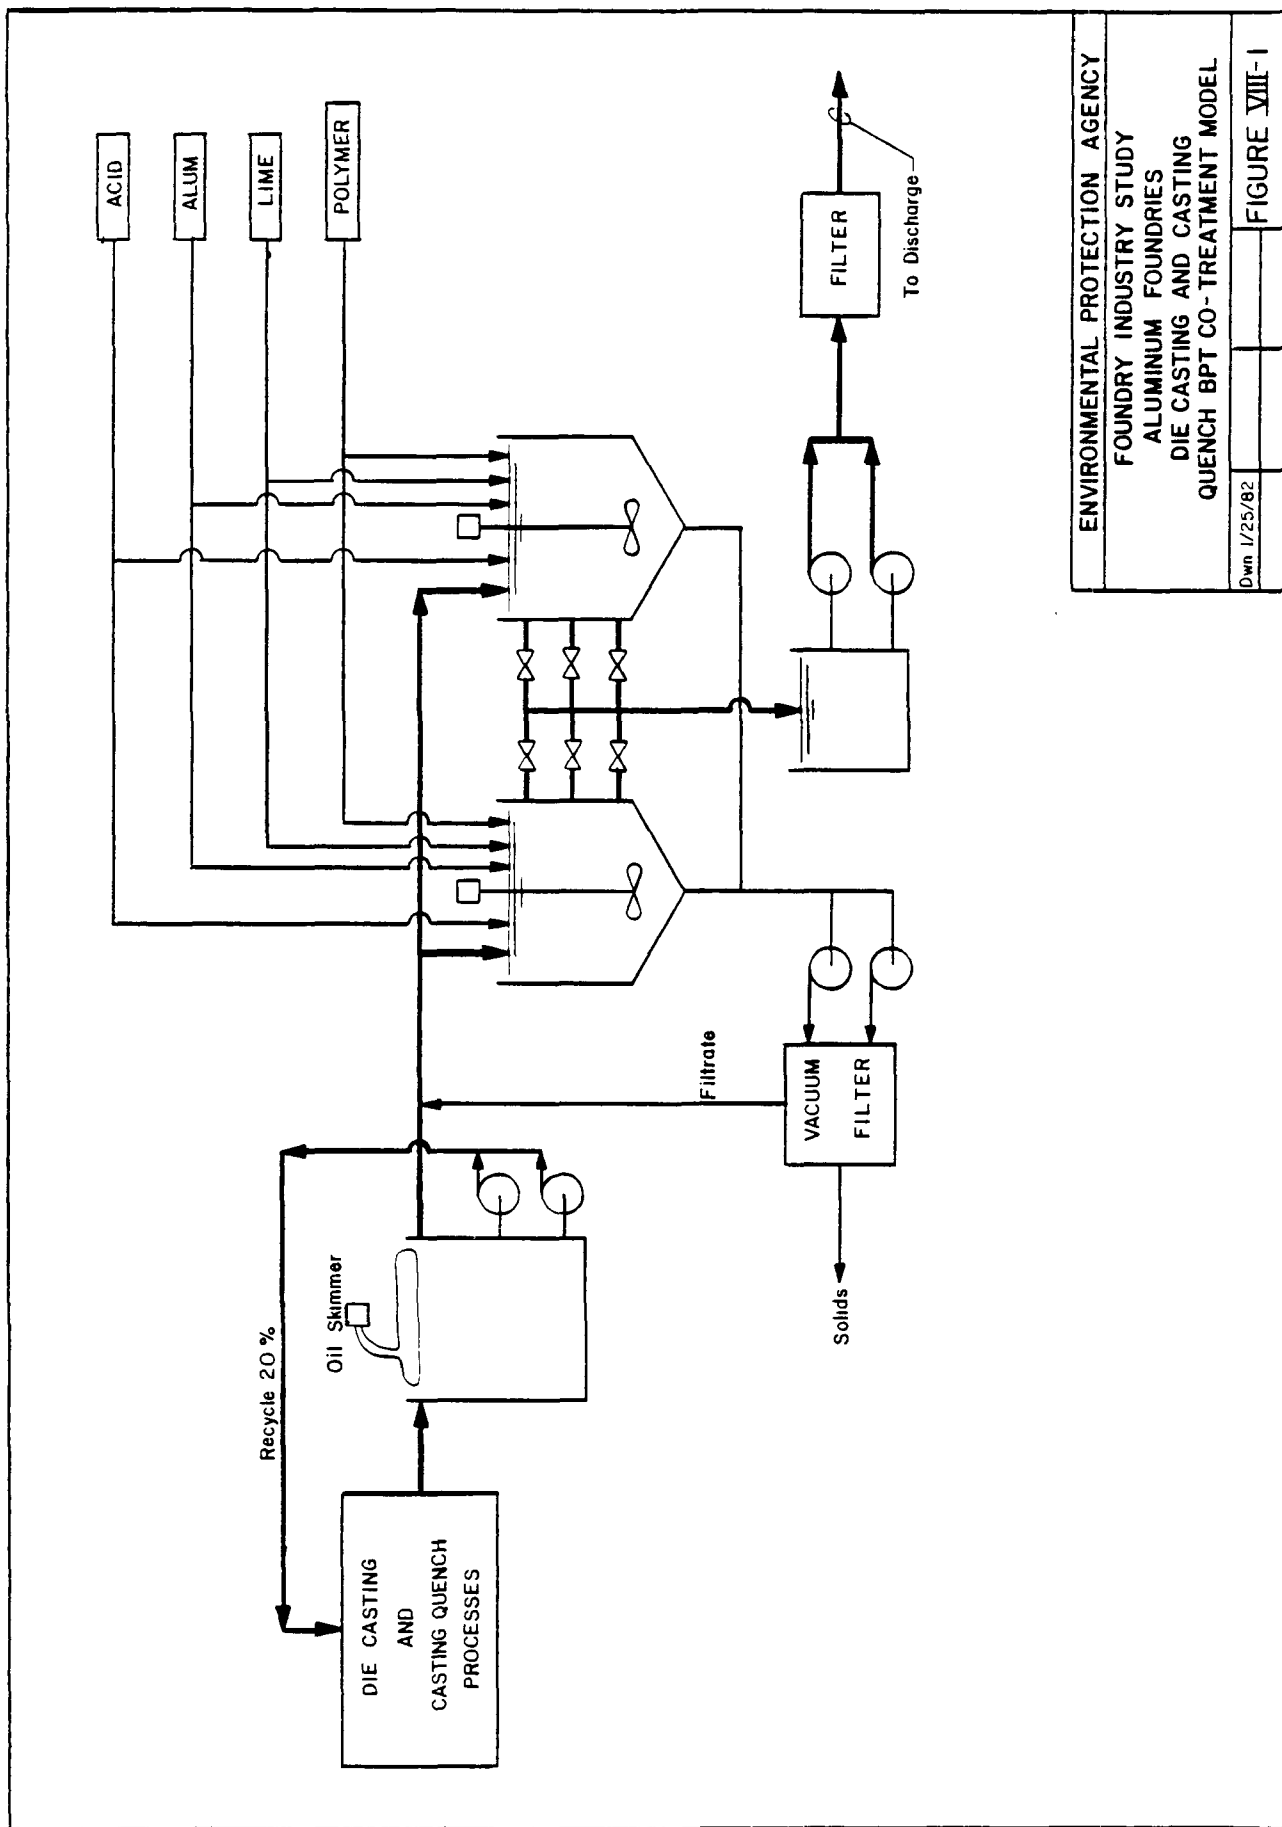 ACID
ALUM
LIME
POLYMER
Recycle 20 %
Oil Skimmer
DIE CASTING
AND
CASTING QUENCH
PROCESSES
Filtrate
VACUUM
FILTER
Solids
FILTER
To Discharge
ENVIRONMENTAL PROTECTION AGENCY
FOUNDRY INDUSTRY STUDY
ALUMINUM FOUNDRIES
DIE CASTING AND CASTING
QUENCH BPT CO-TREATMENT MODEL
Dwn 1/25/82
FIGURE VIII-1